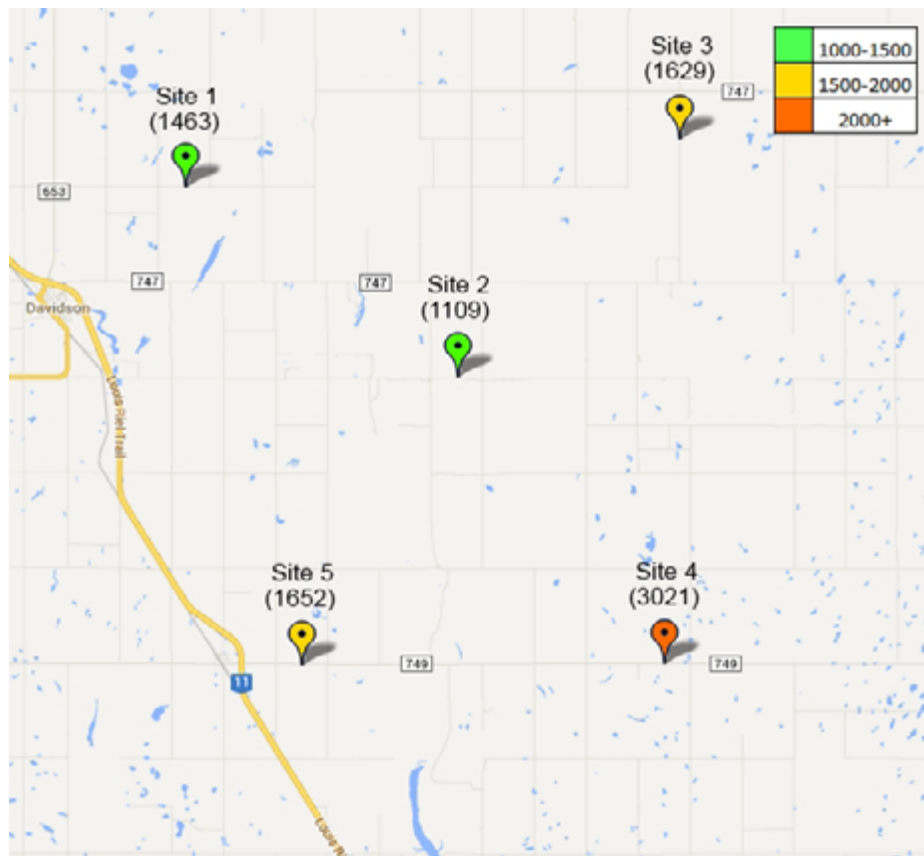 Site 3
(1629)
1000-1500
1500-2000
2000+
747
Site 1
(1463)
653
747
747
Site 2
(1109)
Davidson
Louis Riel Trail
Site 5
(1652)
Site 4
(3021)
749
749
11
Louis R